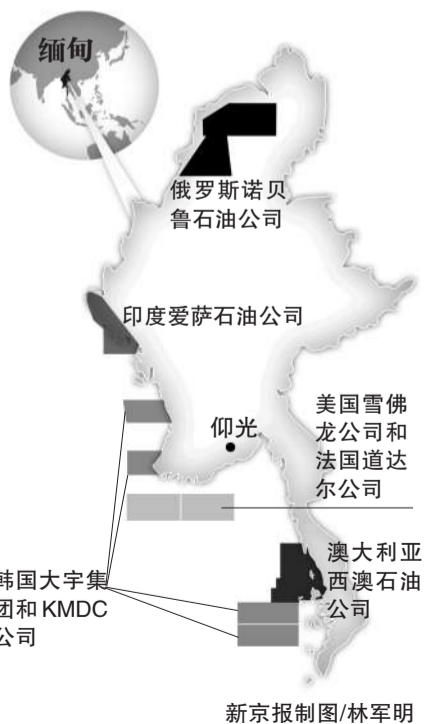 缅甸
俄罗斯诺贝
鲁石油公司
印度爱萨石油公司
仰光
美国雪佛
龙公司和
法国道达
尔公司
澳大利亚
西澳石油
公司
韩国大宇集
团和KMDC
公司
新京报制图/林军明